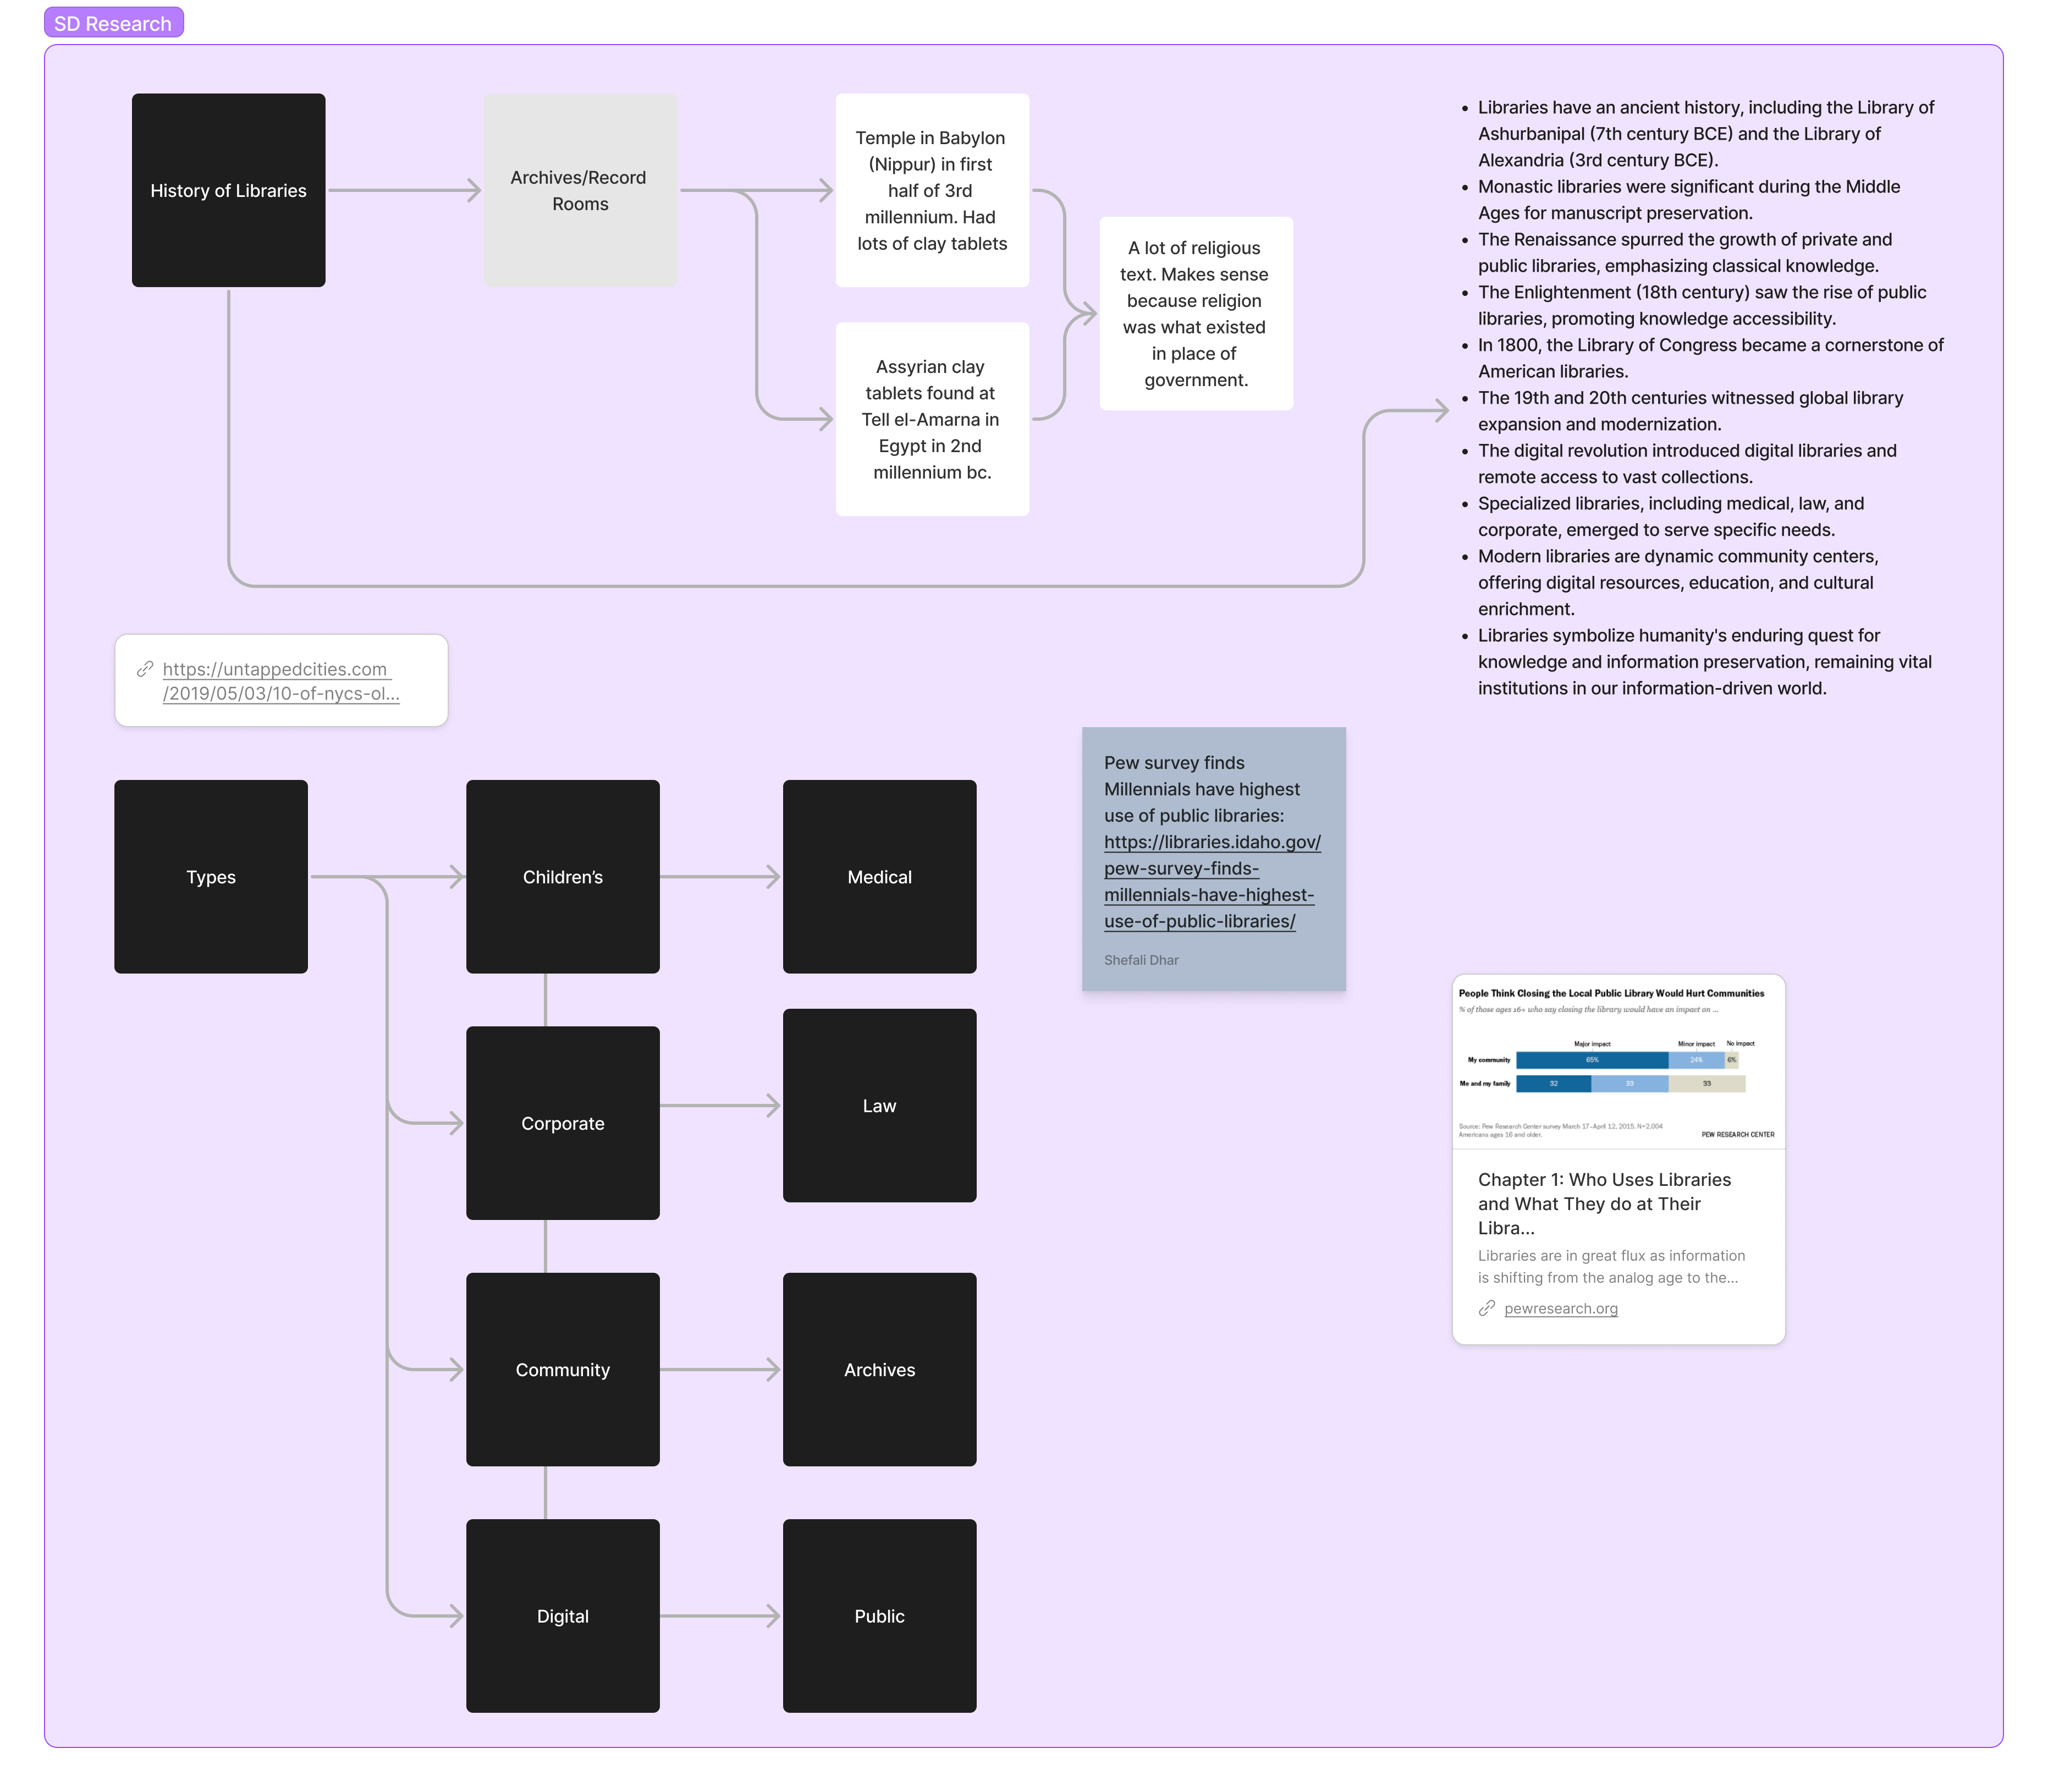 SD Research
History of Libraries
Archives/Record
Rooms
Temple in Babylon
(Nippur) in first
half of 3rd
millennium. Had
lots of clay tablets
Assyrian clay
tablets found at
Tell el-Amarna in
Egypt in 2nd
millennium bc.
A lot of religious
text. Makes sense
because religion
was what existed
in place of
government.
• Libraries have an ancient history, including the Library of
Ashurbanipal (7th century BCE) and the Library of
Alexandria (3rd century BCE).
• Monastic libraries were significant during the Middle
Ages for manuscript preservation.
• The Renaissance spurred the growth of private and
public libraries, emphasizing classical knowledge.
• The Enlightenment (18th century) saw the rise of public
libraries, promoting knowledge accessibility.
• In 1800, the Library of Congress became a cornerstone of
American libraries.
• The 19th and 20th centuries witnessed global library
expansion and modernization.
• The digital revolution introduced digital libraries and
remote access to vast collections.
• Specialized libraries, including medical, law, and
corporate, emerged to serve specific needs.
• Modern libraries are dynamic community centers,
offering digital resources, education, and cultural
enrichment.
• Libraries symbolize humanity's enduring quest for
knowledge and information preservation, remaining vital
institutions in our information-driven world.
https://untappedcities.com
/2019/05/03/10-of-nycs-ol...
Types
Children's
Medical
Corporate
Law
Community
Archives
Digital
Public
Pew survey finds
Millennials have highest
use of public libraries:
https://libraries.idaho.gov/
pew-survey-finds-
millennials-have-highest-
use-of-public-libraries/
Shefali Dhar
People Think Closing the Local Public Library Would Hurt Communities
% of those ages 16+ who say closing the library would have an impact on ...
Major impact Minor impact No impact
My community 65% 24% 6%
Me and my family 32 33 33
Source: Pew Research Center survey March 17-April 12, 2015. N=2,004
Americans ages 16 and older.
PEW RESEARCH CENTER
Chapter 1: Who Uses Libraries
and What They do at Their
Libra...
Libraries are in great flux as information
is shifting from the analog age to the...
pewresearch.org